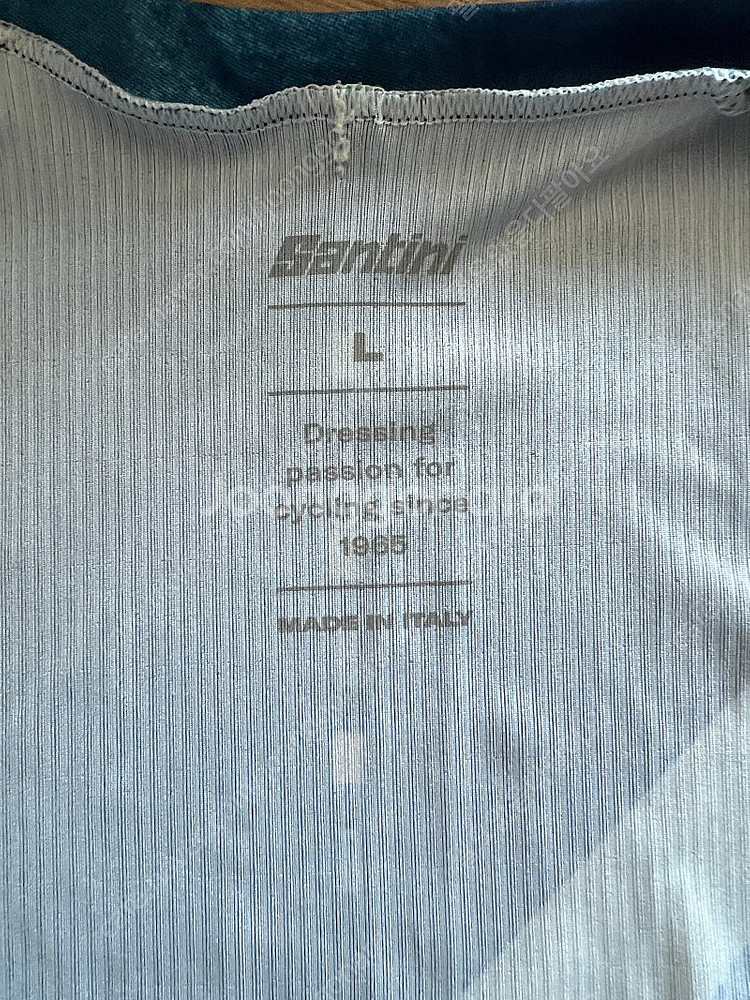 Santini
L
Dressing
passion for
cycling since
1965
MADE IN ITALY